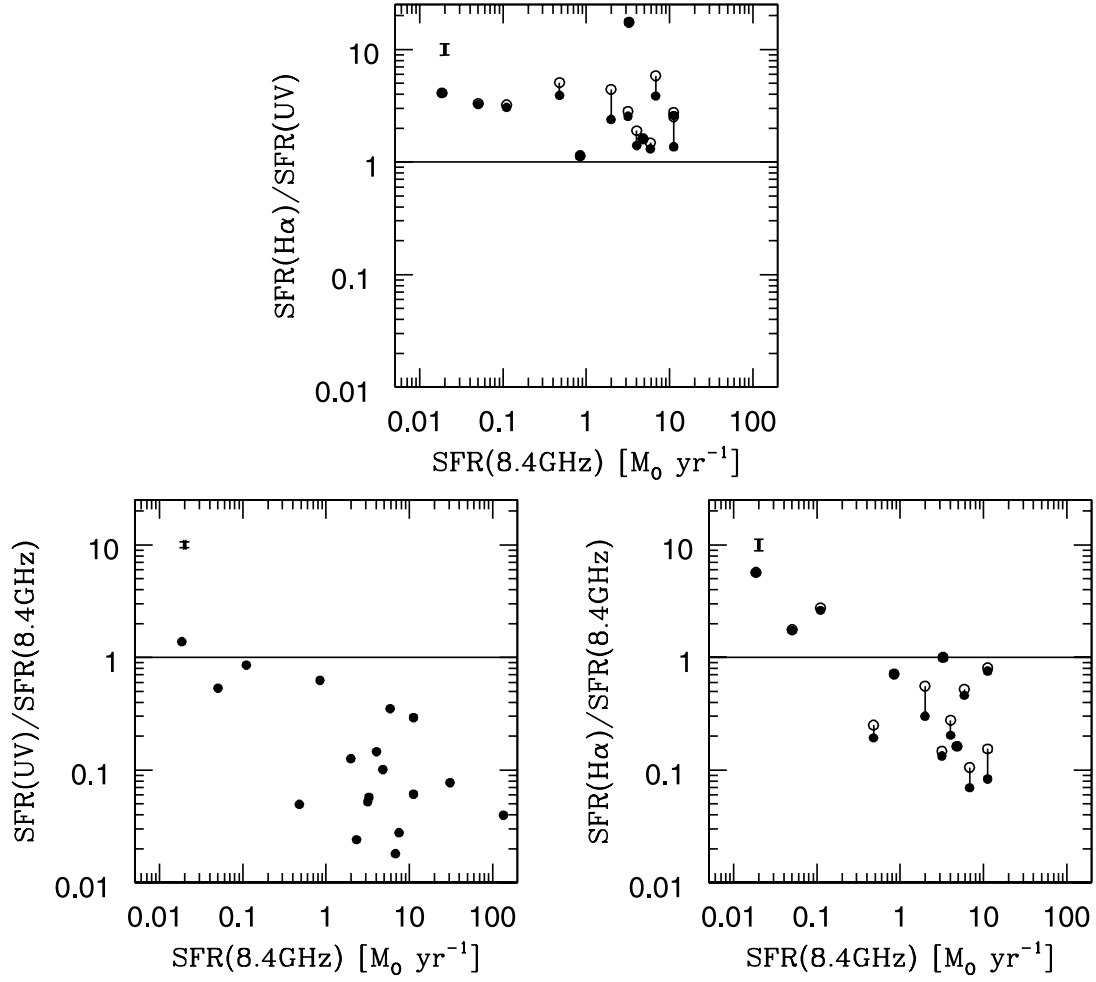 10
1
0.1
0.01
SFR(Hα)/SFR(UV)
0.01 0.1 1 10 100
SFR(8.4GHz) [M₀ yr⁻¹]
10
1
0.1
0.01
SFR(UV)/SFR(8.4GHz)
0.01 0.1 1 10 100
SFR(8.4GHz) [M₀ yr⁻¹]
10
1
0.1
0.01
SFR(Hα)/SFR(8.4GHz)
0.01 0.1 1 10 100
SFR(8.4GHz) [M₀ yr⁻¹]